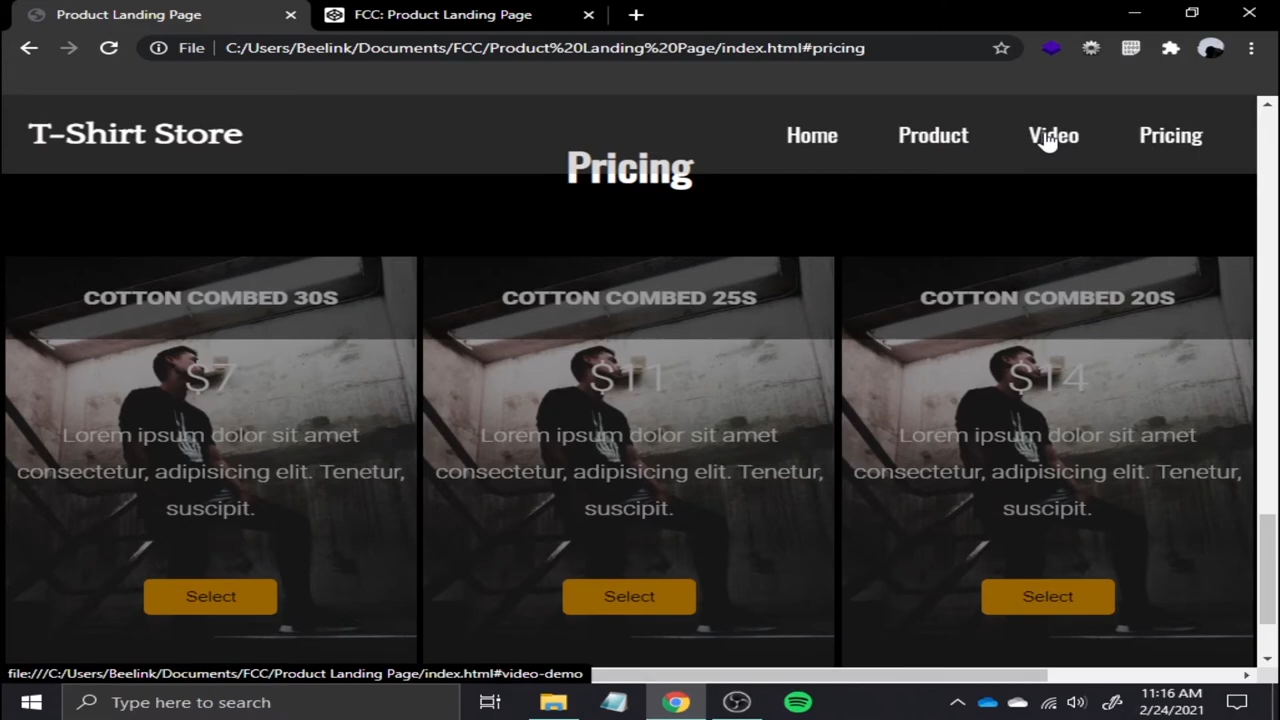 Product Landing Page
FCC: Product Landing Page
File
C:/Users/Beelink/Documents/FCC/Product%20Landing%20Page/index.html#pricing
T-Shirt Store
Home
Product
Video
Pricing
Pricing
COTTON COMBED 30S
$7
Lorem ipsum dolor sit amet
consectetur, adipisicing elit. Tenetur,
suscipit.
Select
COTTON COMBED 25S
$11
Lorem ipsum dolor sit amet
consectetur, adipisicing elit. Tenetur,
suscipit.
Select
COTTON COMBED 20S
$14
Lorem ipsum dolor sit amet
consectetur, adipisicing elit. Tenetur,
suscipit.
Select
file:///C:/Users/Beelink/Documents/FCC/Product Landing Page/index.html#video-demo
Type here to search
11:16 AM
2/24/2021